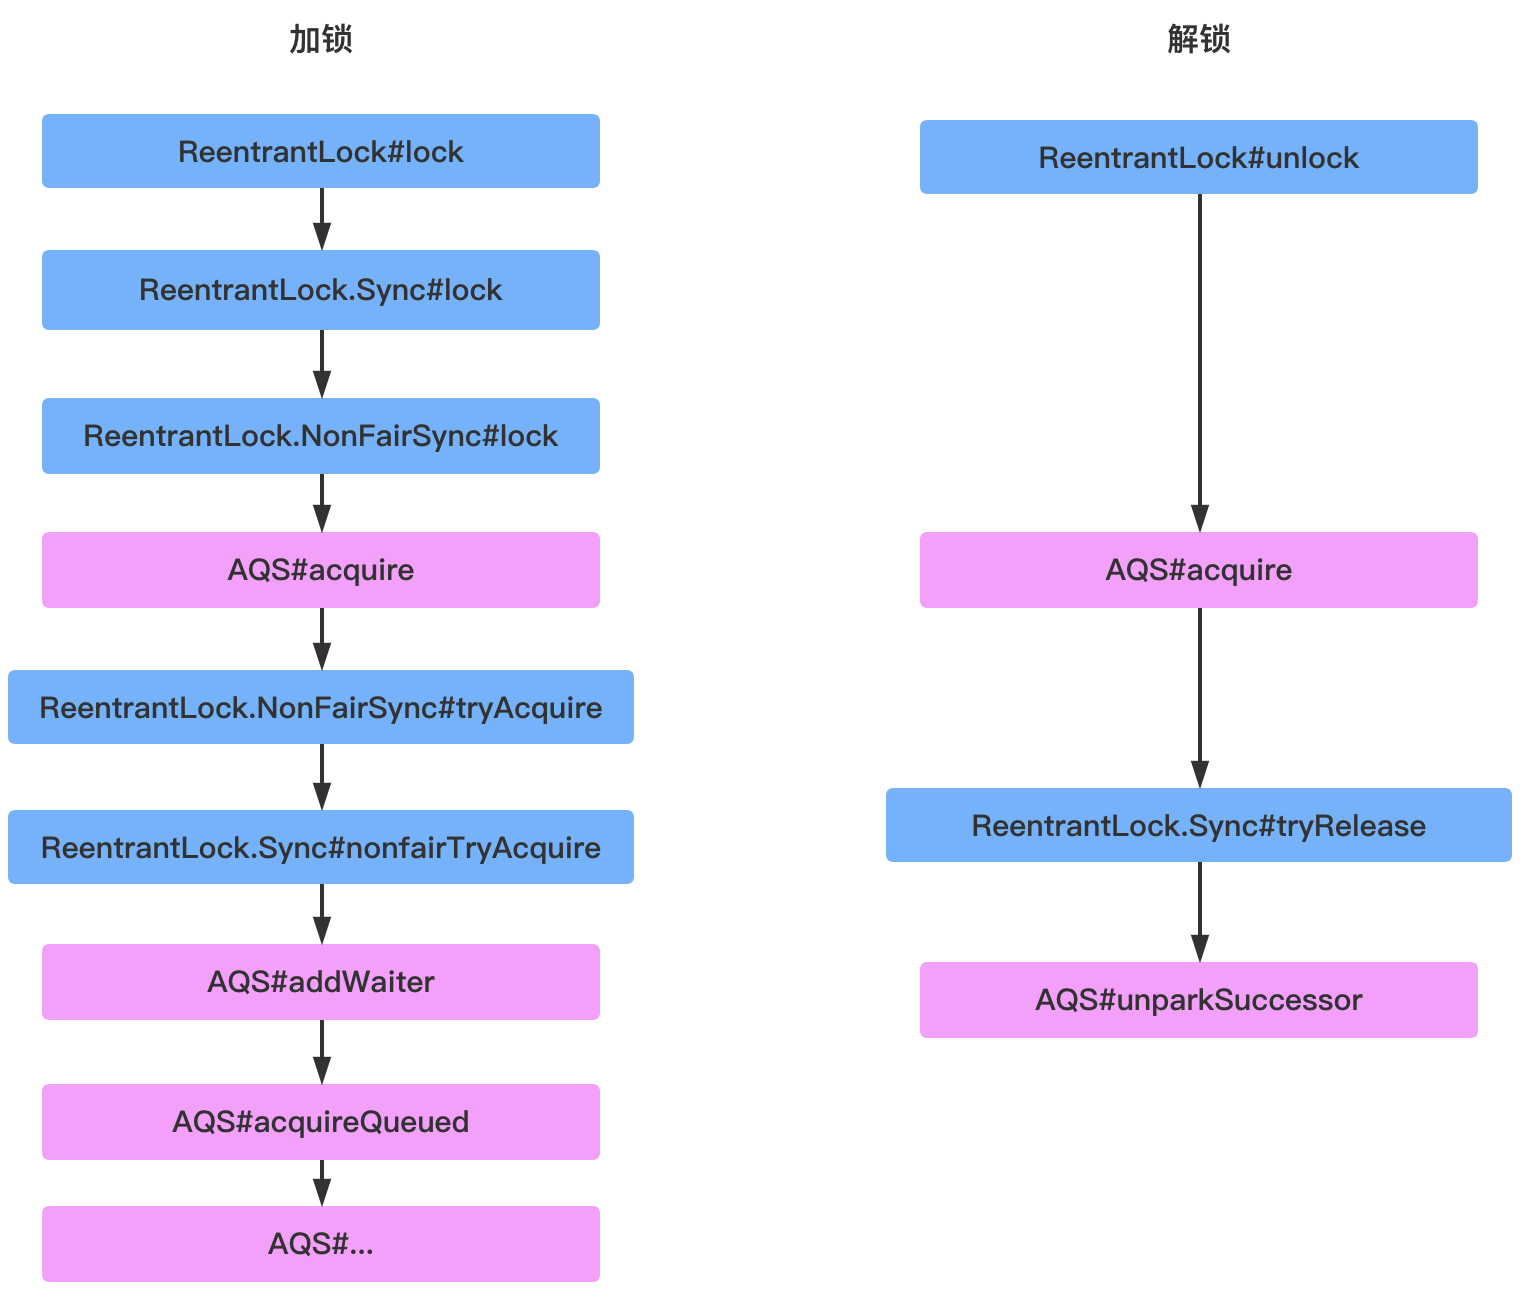 加锁
ReentrantLock#lock
ReentrantLock.Sync#lock
ReentrantLock.NonFairSync#lock
AQS#acquire
ReentrantLock.NonFairSync#tryAcquire
ReentrantLock.Sync#nonfairTryAcquire
AQS#addWaiter
AQS#acquireQueued
AQS#...
解锁
ReentrantLock#unlock
AQS#acquire
ReentrantLock.Sync#tryRelease
AQS#unparkSuccessor